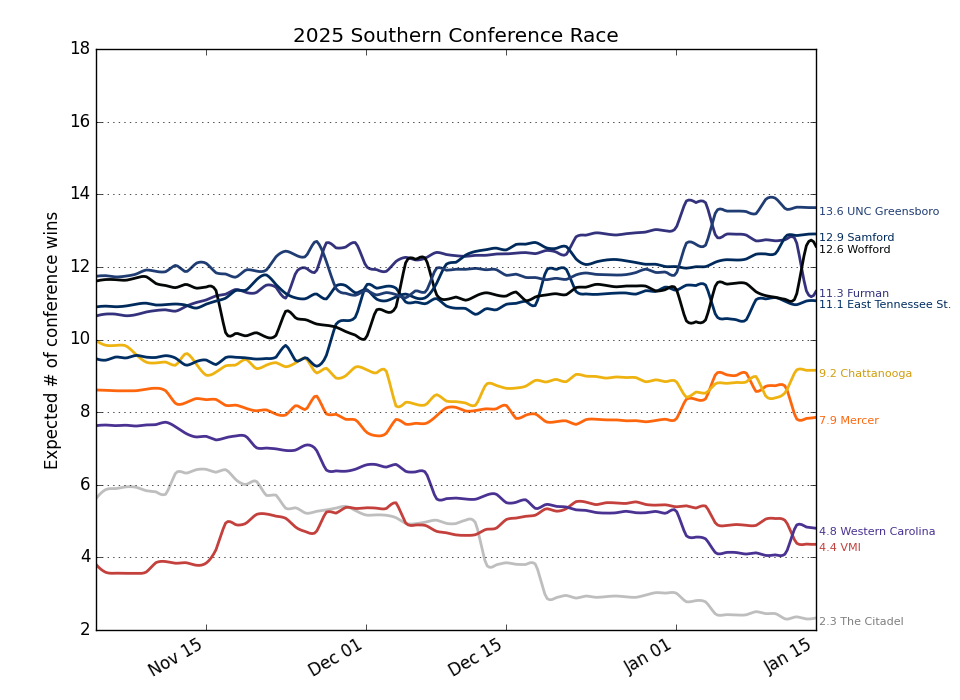 2025 Southern Conference Race
Expected # of conference wins
18
16
14
12
10
8
6
4
2
Nov 15
Dec 01
Dec 15
Jan 01
Jan 15
13.6 UNC Greensboro
12.9 Samford
12.6 Wofford
11.3 Furman
11.1 East Tennessee St.
9.2 Chattanooga
7.9 Mercer
4.8 Western Carolina
4.4 VMI
2.3 The Citadel